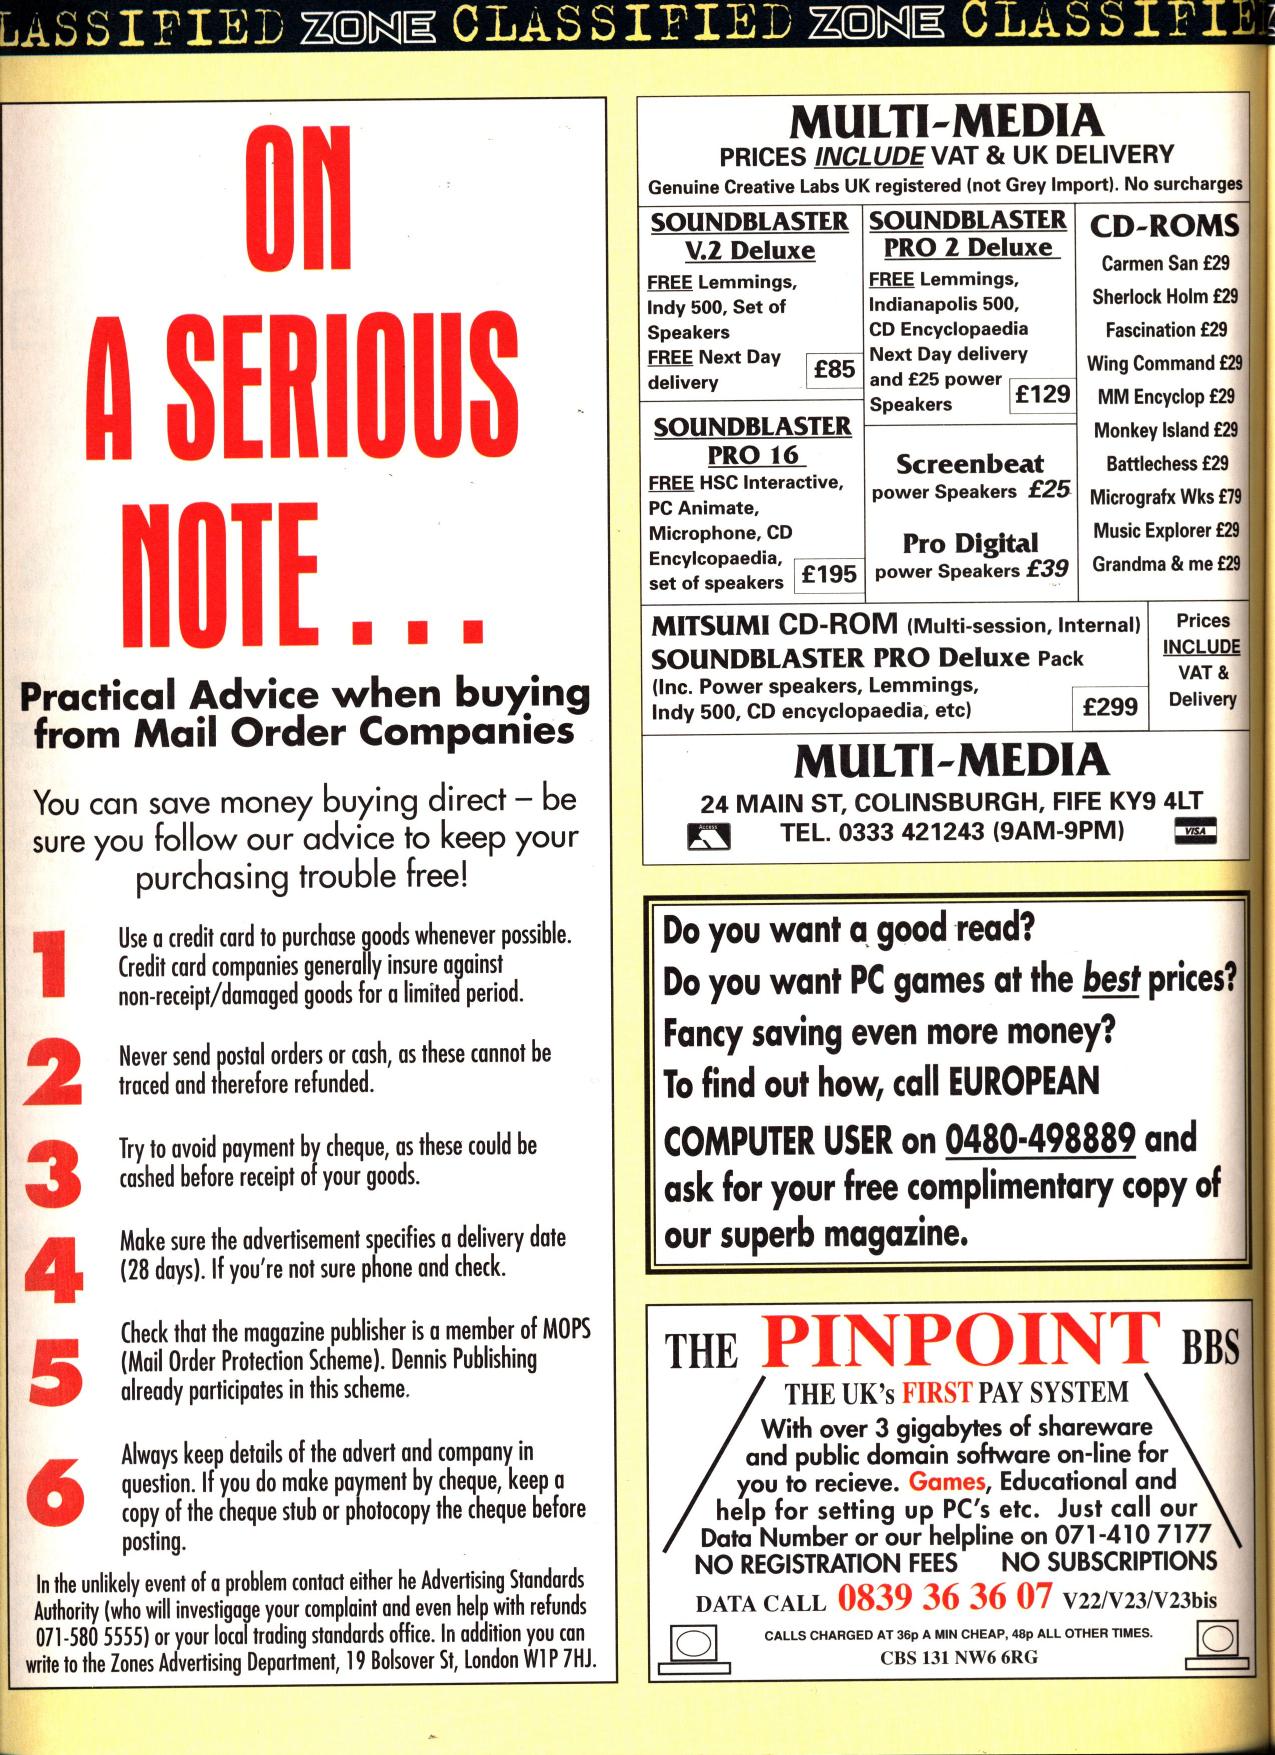 LASSIFIED ZONE CLASSIFIED ZONE CLASSIFIE
ON
A SERIOUS
NOTE . . .
Practical Advice when buying
from Mail Order Companies
You can save money buying direct – be
sure you follow our advice to keep your
purchasing trouble free!
1
Use a credit card to purchase goods whenever possible.
Credit card companies generally insure against
non-receipt/damaged goods for a limited period.
2
Never send postal orders or cash, as these cannot be
traced and therefore refunded.
3
Try to avoid payment by cheque, as these could be
cashed before receipt of your goods.
4
Make sure the advertisement specifies a delivery date
(28 days). If you're not sure phone and check.
5
Check that the magazine publisher is a member of MOPS
(Mail Order Protection Scheme). Dennis Publishing
already participates in this scheme.
6
Always keep details of the advert and company in
question. If you do make payment by cheque, keep a
copy of the cheque stub or photocopy the cheque before
posting.
In the unlikely event of a problem contact either he Advertising Standards
Authority (who will investigage your complaint and even help with refunds
071-580 5555) or your local trading standards office. In addition you can
write to the Zones Advertising Department, 19 Bolsover St, London W1P 7HJ.
MULTI-MEDIA
PRICES INCLUDE VAT & UK DELIVERY
Genuine Creative Labs UK registered (not Grey Import). No surcharges
SOUNDBLASTER
V.2 Deluxe
FREE Lemmings,
Indy 500, Set of
Speakers
FREE Next Day
delivery
£85
SOUNDBLASTER
PRO 16
FREE HSC Interactive,
PC Animate,
Microphone, CD
Encylcopaedia,
set of speakers
£195
SOUNDBLASTER
PRO 2 Deluxe
FREE Lemmings,
Indianapolis 500,
CD Encyclopaedia
Next Day delivery
and £25 power
Speakers
£129
Screenbeat
power Speakers £25
Pro Digital
power Speakers £39
CD-ROMS
Carmen San £29
Sherlock Holm £29
Fascination £29
Wing Command £29
MM Encyclop £29
Monkey Island £29
Battlechess £29
Micrografx Wks £79
Music Explorer £29
Grandma & me £29
MITSUMI CD-ROM (Multi-session, Internal)
SOUNDBLASTER PRO Deluxe Pack
(Inc. Power speakers, Lemmings,
Indy 500, CD encyclopaedia, etc)
£299
Prices
INCLUDE
VAT &
Delivery
MULTI-MEDIA
24 MAIN ST, COLINSBURGH, FIFE KY9 4LT
Access
TEL. 0333 421243 (9AM-9PM)
VISA
Do you want a good read?
Do you want PC games at the best prices?
Fancy saving even more money?
To find out how, call EUROPEAN
COMPUTER USER on 0480-498889 and
ask for your free complimentary copy of
our superb magazine.
THE PINPOINT BBS
THE UK's FIRST PAY SYSTEM
With over 3 gigabytes of shareware
and public domain software on-line for
you to recieve. Games, Educational and
help for setting up PC's etc. Just call our
Data Number or our helpline on 071-410 7177
NO REGISTRATION FEES NO SUBSCRIPTIONS
DATA CALL 0839 36 36 07 V22/V23/V23bis
CALLS CHARGED AT 36p A MIN CHEAP, 48p ALL OTHER TIMES.
CBS 131 NW6 6RG